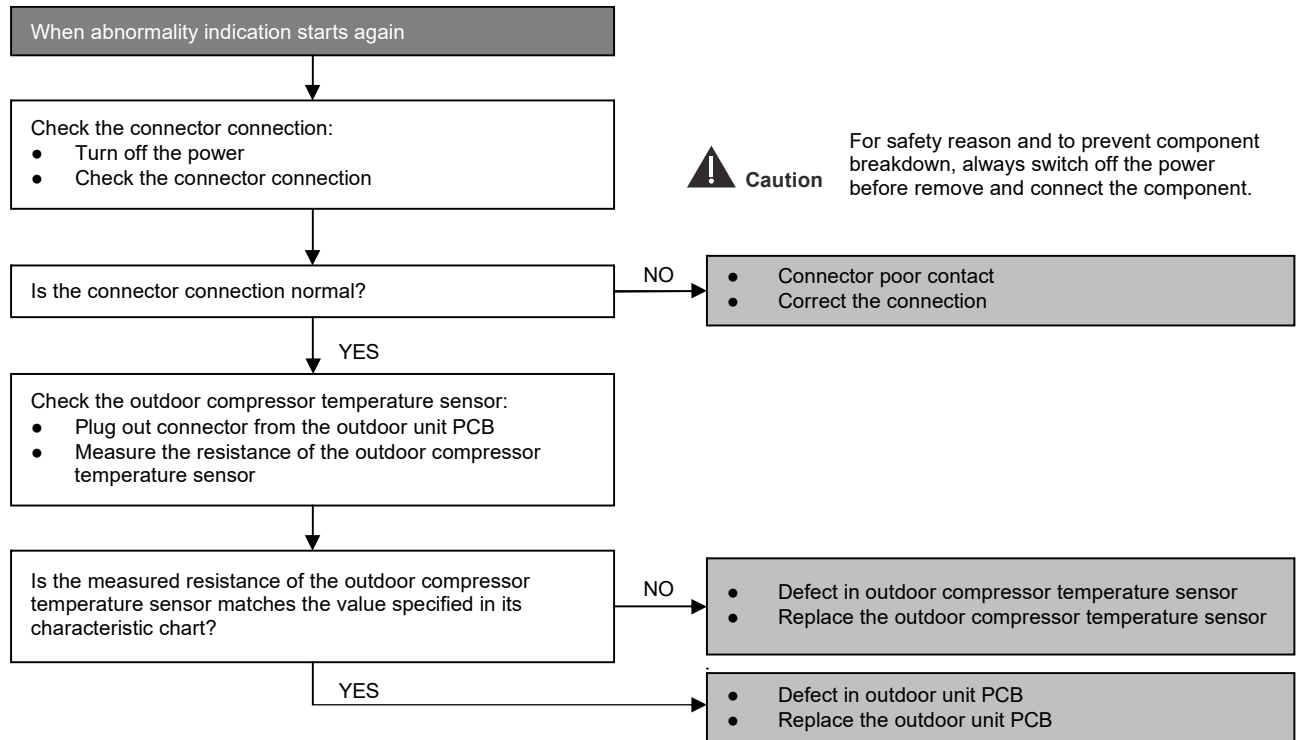 When abnormality indication starts again
Check the connector connection:
● Turn off the power
● Check the connector connection
Caution
For safety reason and to prevent component
breakdown, always switch off the power
before remove and connect the component.
Is the connector connection normal?
NO
● Connector poor contact
● Correct the connection
YES
Check the outdoor compressor temperature sensor:
● Plug out connector from the outdoor unit PCB
● Measure the resistance of the outdoor compressor
temperature sensor
Is the measured resistance of the outdoor compressor
temperature sensor matches the value specified in its
characteristic chart?
NO
● Defect in outdoor compressor temperature sensor
● Replace the outdoor compressor temperature sensor
YES
● Defect in outdoor unit PCB
● Replace the outdoor unit PCB